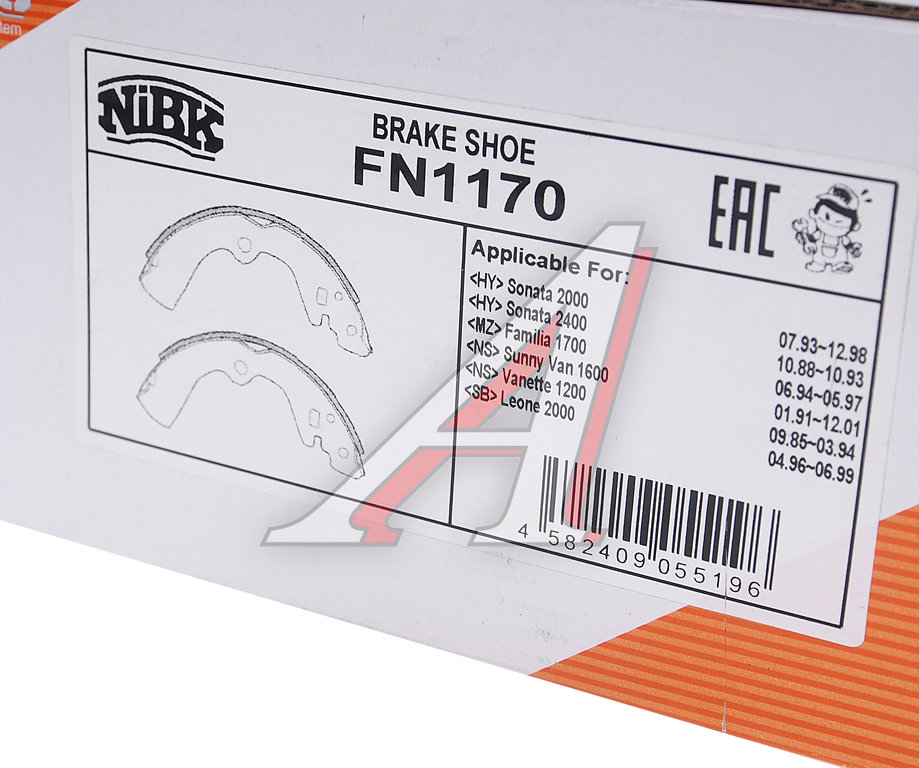 tem
NiBK
BRAKE SHOE
FN1170
EAC
Applicable For:
<HY> Sonata 2000 07.93~12.98
<HY> Sonata 2400 10.88~10.93
<MZ> Familia 1700 06.94~05.97
<NS> Sunny Van 1600 01.91~12.01
<NS> Vanette 1200 09.85~03.94
<SB> Leone 2000 04.96~06.99
4 582409 055196